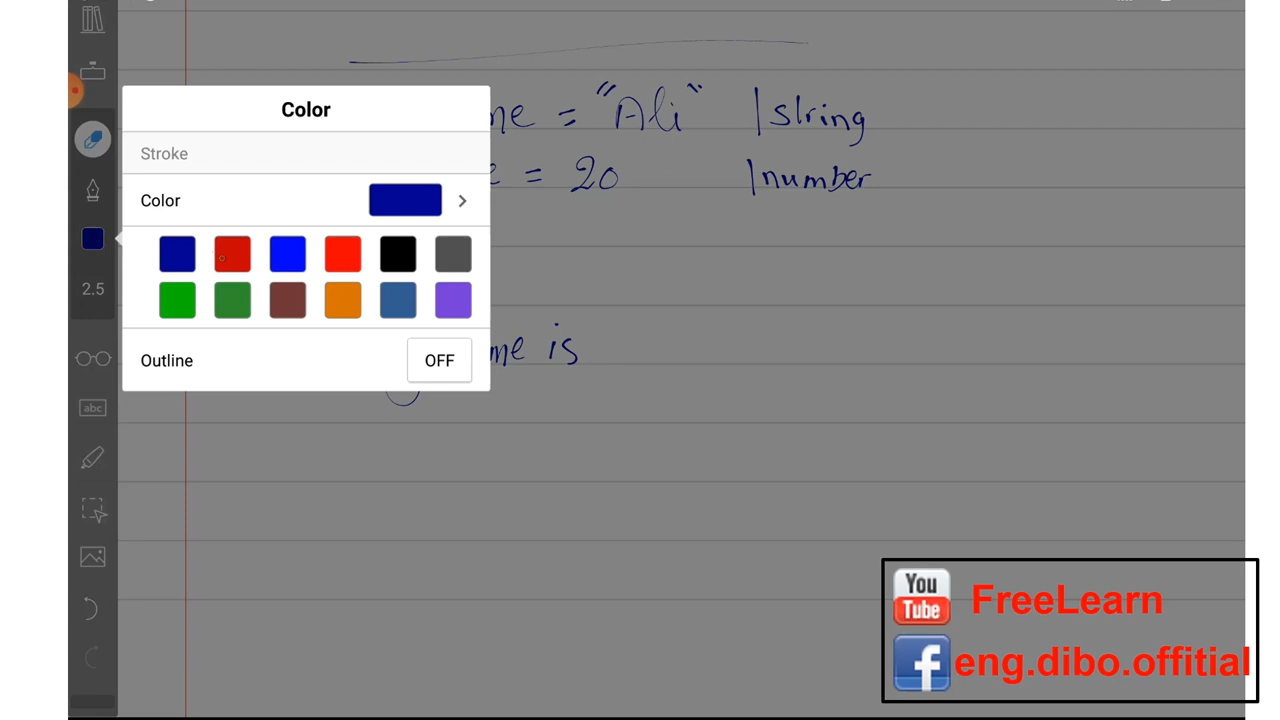 Color
Stroke
Color
Outline OFF
2.5
abc
me = "Ali" | string
= 20 | number
me is
You
Tube
FreeLearn
f
eng.dibo.offitial